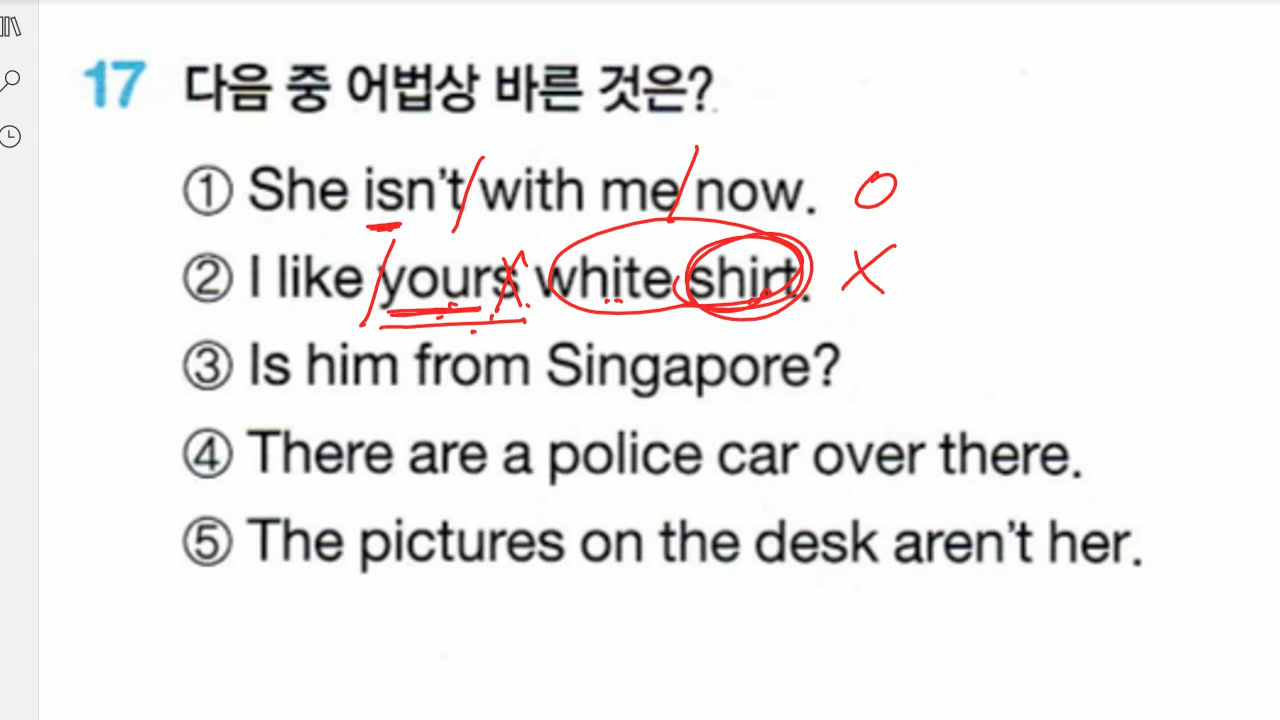 17 다음 중 어법상 바른 것은?
① She isn't with me now. O
② I like yours white shirt. X
③ Is him from Singapore?
④ There are a police car over there.
⑤ The pictures on the desk aren't her.